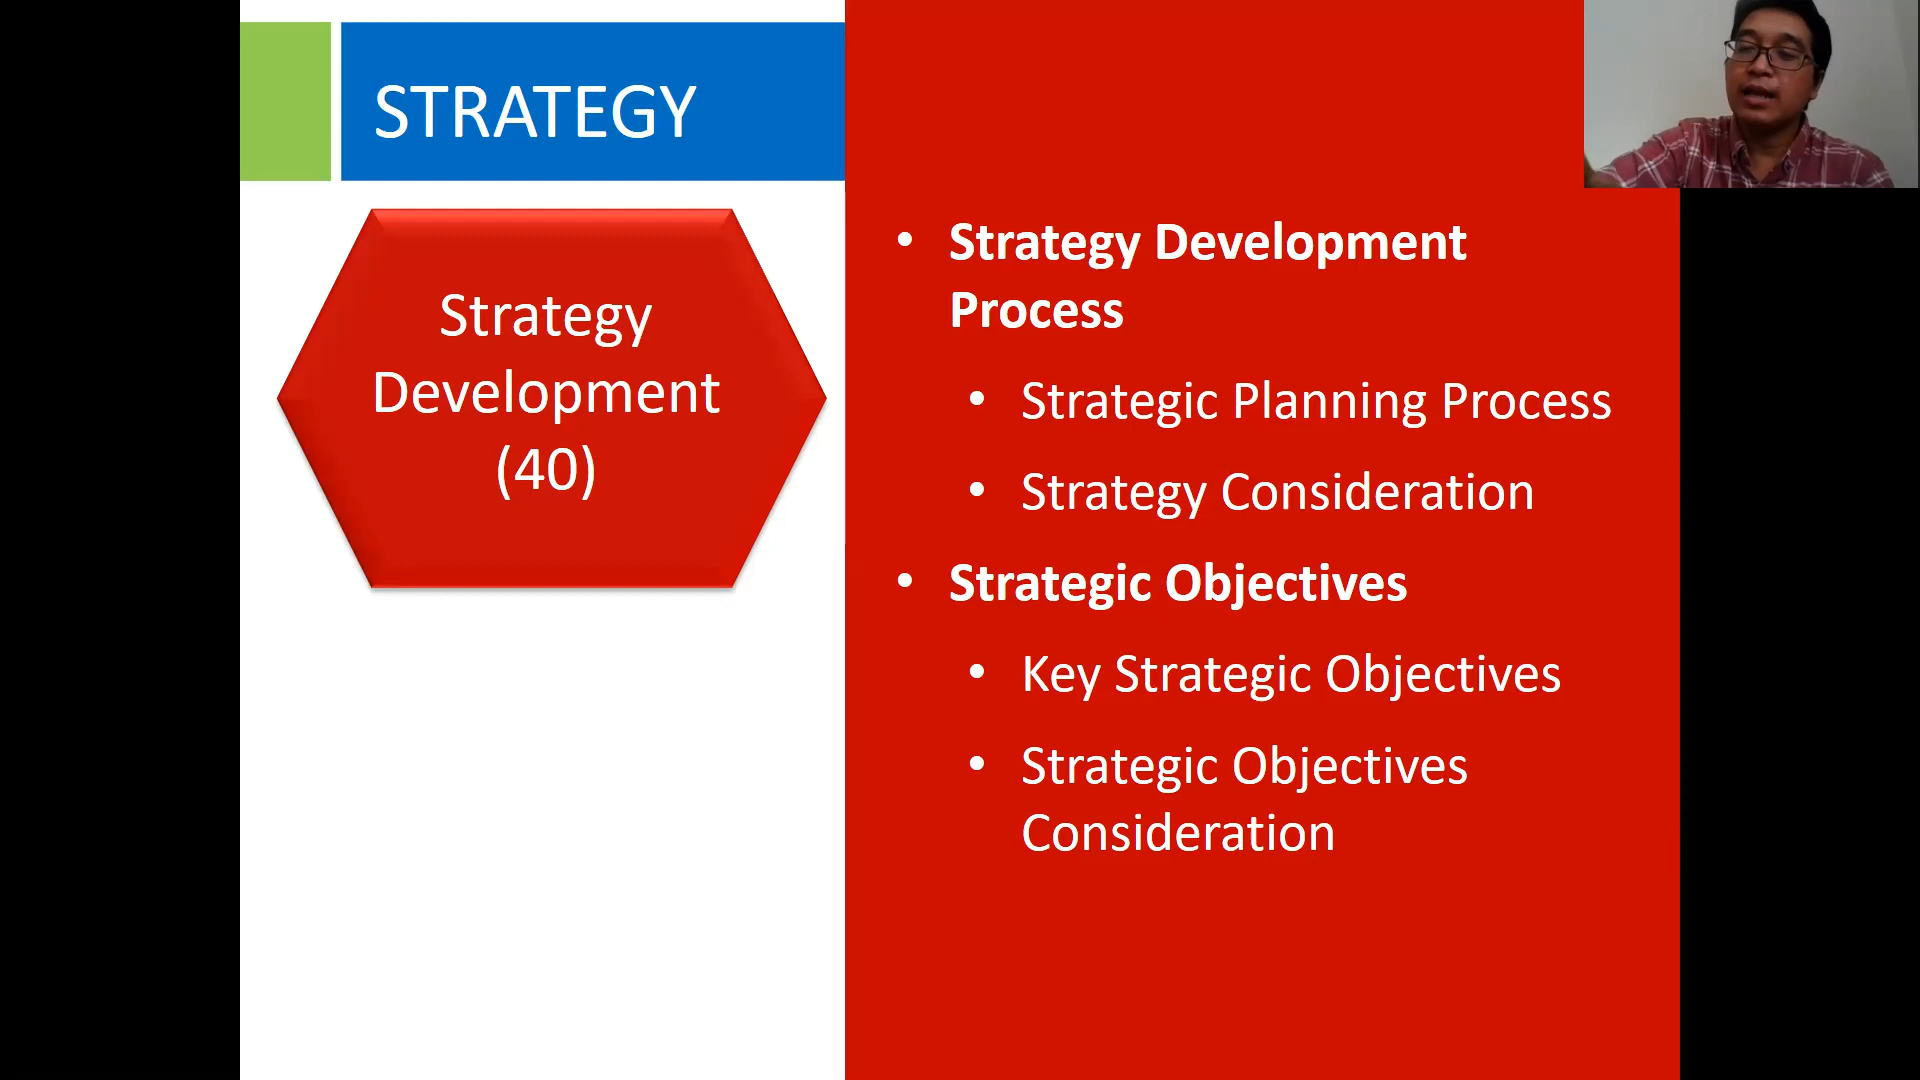 STRATEGY
Strategy
Development
(40)
• Strategy Development
Process
• Strategic Planning Process
• Strategy Consideration
• Strategic Objectives
• Key Strategic Objectives
• Strategic Objectives
Consideration